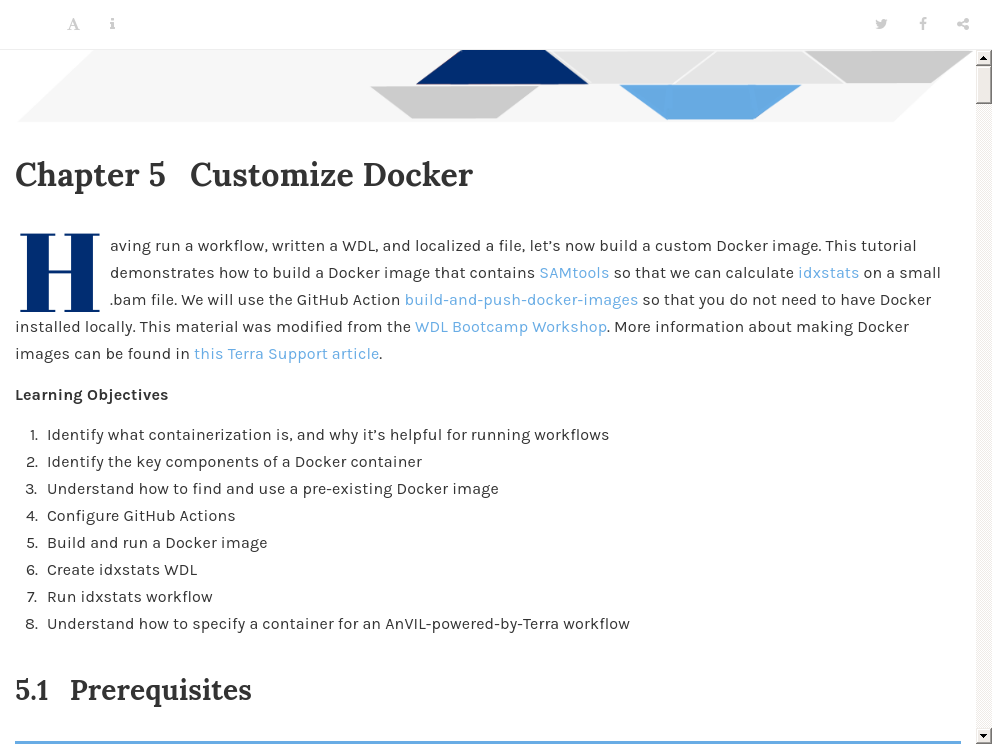 Chapter 5 Customize Docker
Having run a workflow, written a WDL, and localized a file, let’s now build a custom Docker image. This tutorial
demonstrates how to build a Docker image that contains SAMtools so that we can calculate idxstats on a small
.bam file. We will use the GitHub Action build-and-push-docker-images so that you do not need to have Docker
installed locally. This material was modified from the WDL Bootcamp Workshop. More information about making Docker
images can be found in this Terra Support article.
Learning Objectives
1. Identify what containerization is, and why it’s helpful for running workflows
2. Identify the key components of a Docker container
3. Understand how to find and use a pre-existing Docker image
4. Configure GitHub Actions
5. Build and run a Docker image
6. Create idxstats WDL
7. Run idxstats workflow
8. Understand how to specify a container for an AnVIL-powered-by-Terra workflow
5.1 Prerequisites